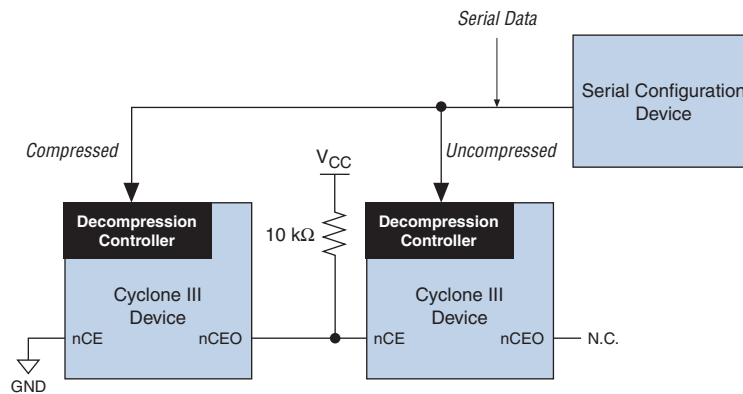 Serial Data
Serial Configuration
Device
Compressed
Uncompressed
VCC
10 kΩ
Decompression
Controller
Decompression
Controller
Cyclone III
Device
Cyclone III
Device
nCE
nCEO
nCE
nCEO
N.C.
GND